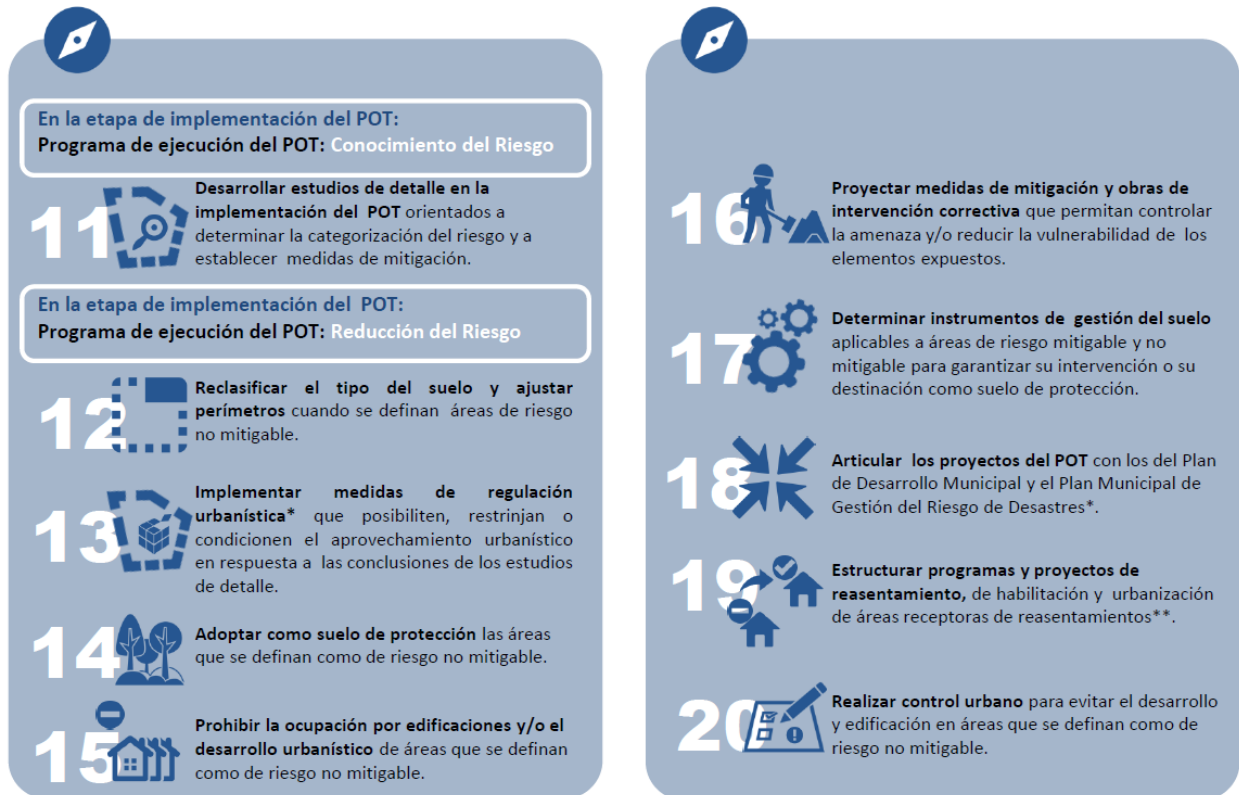 En la etapa de implementación del POT:
Programa de ejecución del POT: Conocimiento del Riesgo
11
Desarrollar estudios de detalle en la
implementación del POT orientados a
determinar la categorización del riesgo y a
establecer medidas de mitigación.
En la etapa de implementación del POT:
Programa de ejecución del POT: Reducción del Riesgo
12
Reclasificar el tipo del suelo y ajustar
perímetros cuando se definan áreas de riesgo
no mitigable.
13
Implementar medidas de regulación
urbanística* que posibiliten, restrinjan o
condicionen el aprovechamiento urbanístico
en respuesta a las conclusiones de los estudios
de detalle.
14
Adoptar como suelo de protección las áreas
que se definan como de riesgo no mitigable.
15
Prohibir la ocupación por edificaciones y/o el
desarrollo urbanístico de áreas que se definan
como de riesgo no mitigable.
16
Proyectar medidas de mitigación y obras de
intervención correctiva que permitan controlar
la amenaza y/o reducir la vulnerabilidad de los
elementos expuestos.
17
Determinar instrumentos de gestión del suelo
aplicables a áreas de riesgo mitigable y no
mitigable para garantizar su intervención o su
destinación como suelo de protección.
18
Articular los proyectos del POT con los del Plan
de Desarrollo Municipal y el Plan Municipal de
Gestión del Riesgo de Desastres*.
19
Estructurar programas y proyectos de
reasentamiento, de habilitación y urbanización
de áreas receptoras de reasentamientos**.
20
Realizar control urbano para evitar el desarrollo
y edificación en áreas que se definan como de
riesgo no mitigable.